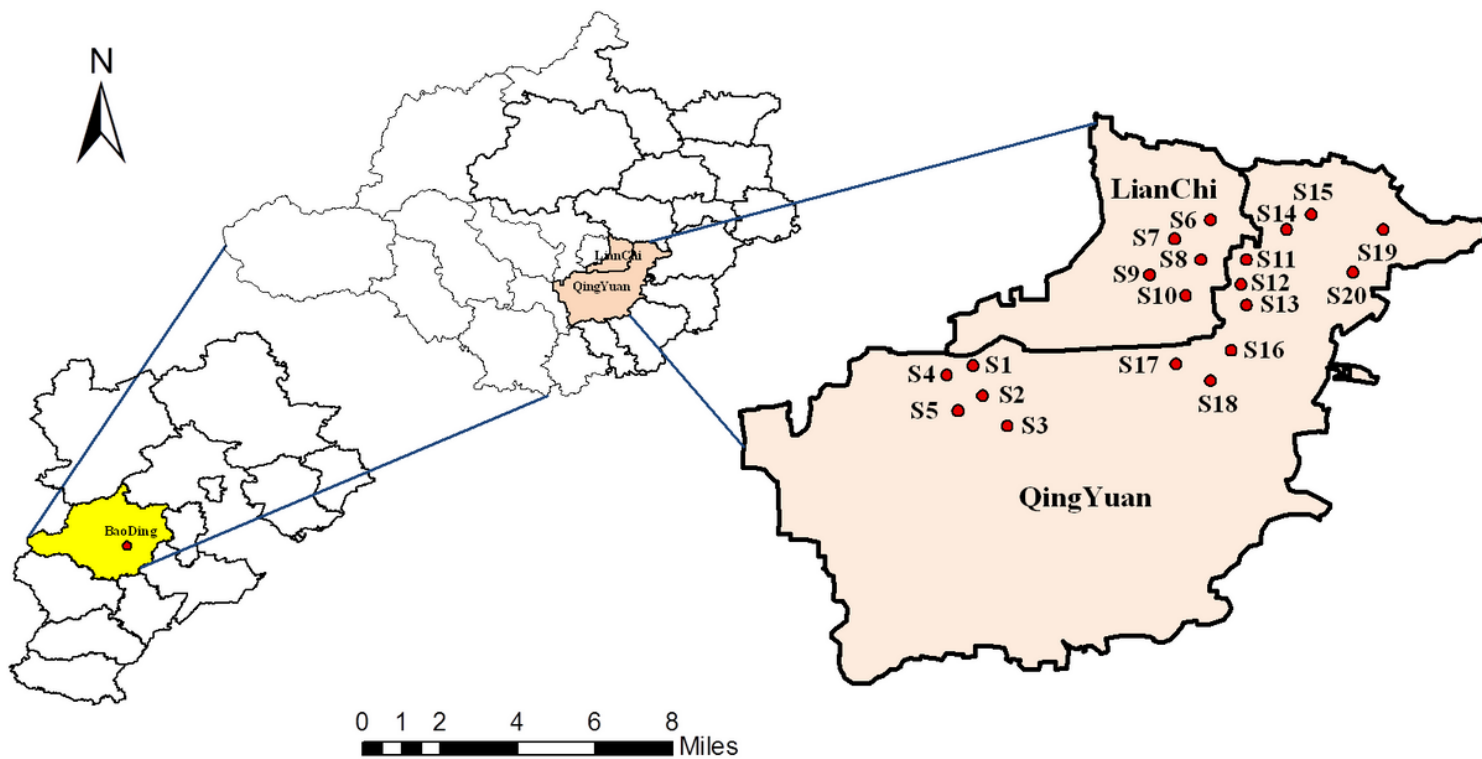 N
LianChi
QingYuan
BaoDing
LianChi
S15
S14
S6
S7
S8
S11
S19
S9
S12
S20
S10
S13
S16
S17
S1
S4
S2
S18
S5
S3
QingYuan
0 1 2 4 6 8
Miles